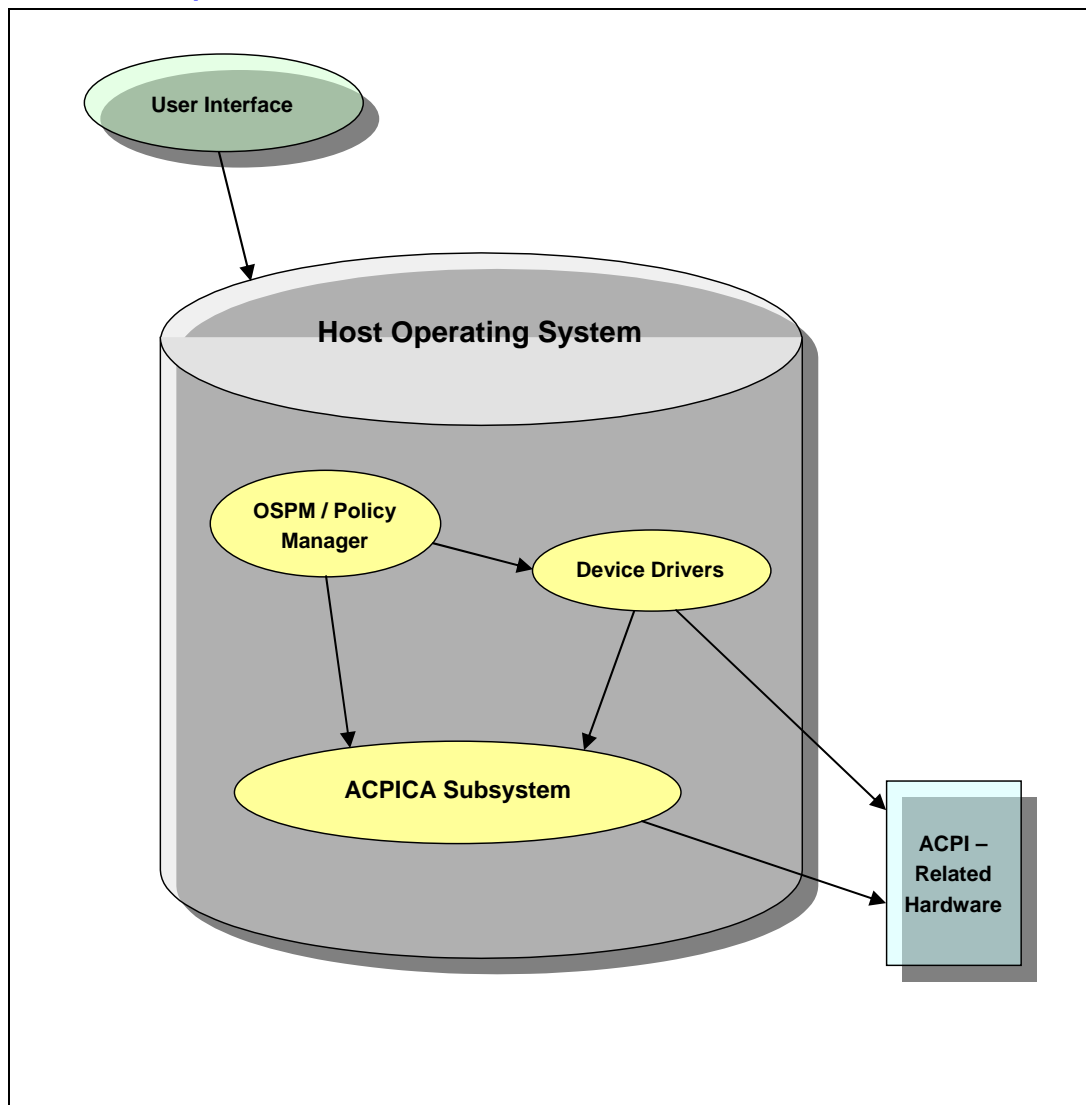 User Interface
Host Operating System
OSPM / Policy
Manager
Device Drivers
ACPICA Subsystem
ACPI –
Related
Hardware